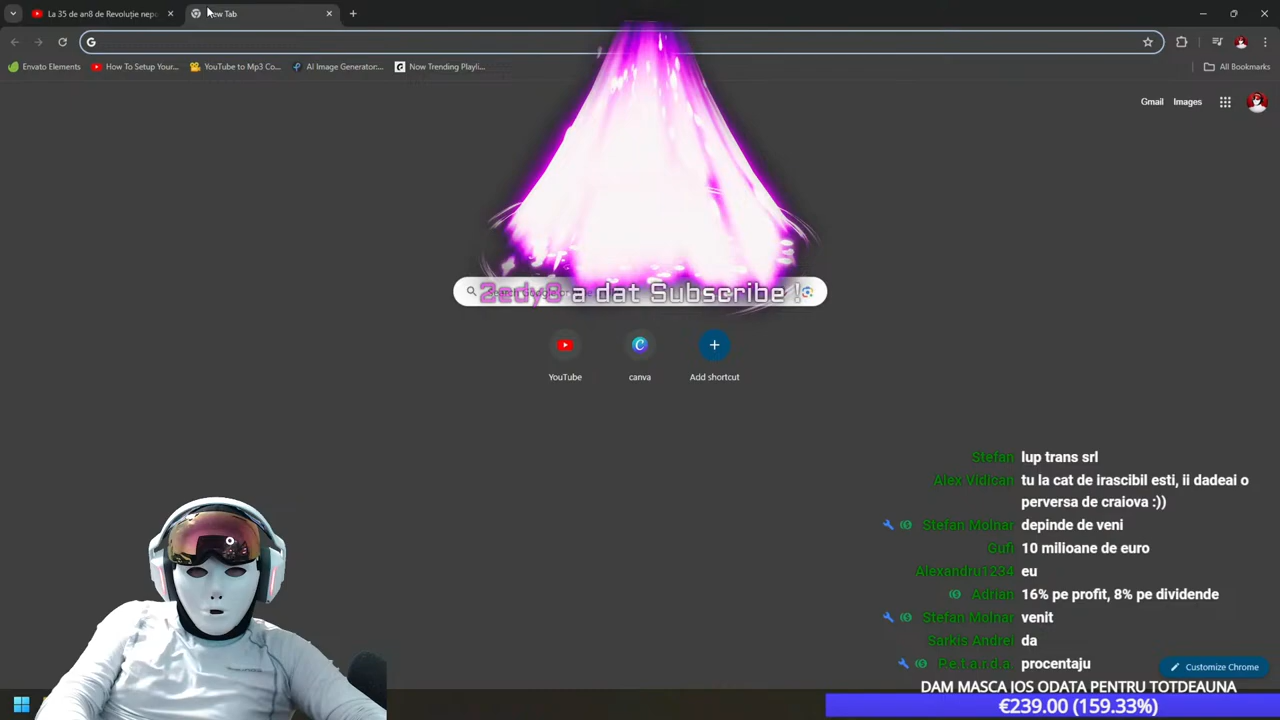 La 35 de an8 de Revoluție nepo
New Tab
Envato Elements
How To Setup Your...
YouTube to Mp3 Co...
AI Image Generator:...
Now Trending Playli...
All Bookmarks
Gmail
Images
3edy8 a dat Subscribe !
YouTube
canva
Add shortcut
Stefan lup trans srl
Alex Vidican tu la cat de irascibil esti, ii dadeai o
perversa de craiova :))
Stefan Molnar depinde de veni
Gufi 10 milioane de euro
Alexandru1234 eu
Adrian 16% pe profit, 8% pe dividende
Stefan Molnar venit
Sarkis Andrei da
P.e.t.a.r.d.a. procentaju
Customize Chrome
DAM MASCA JOS ODATA PENTRU TOTDEAUNA
€239.00 (159.33%)